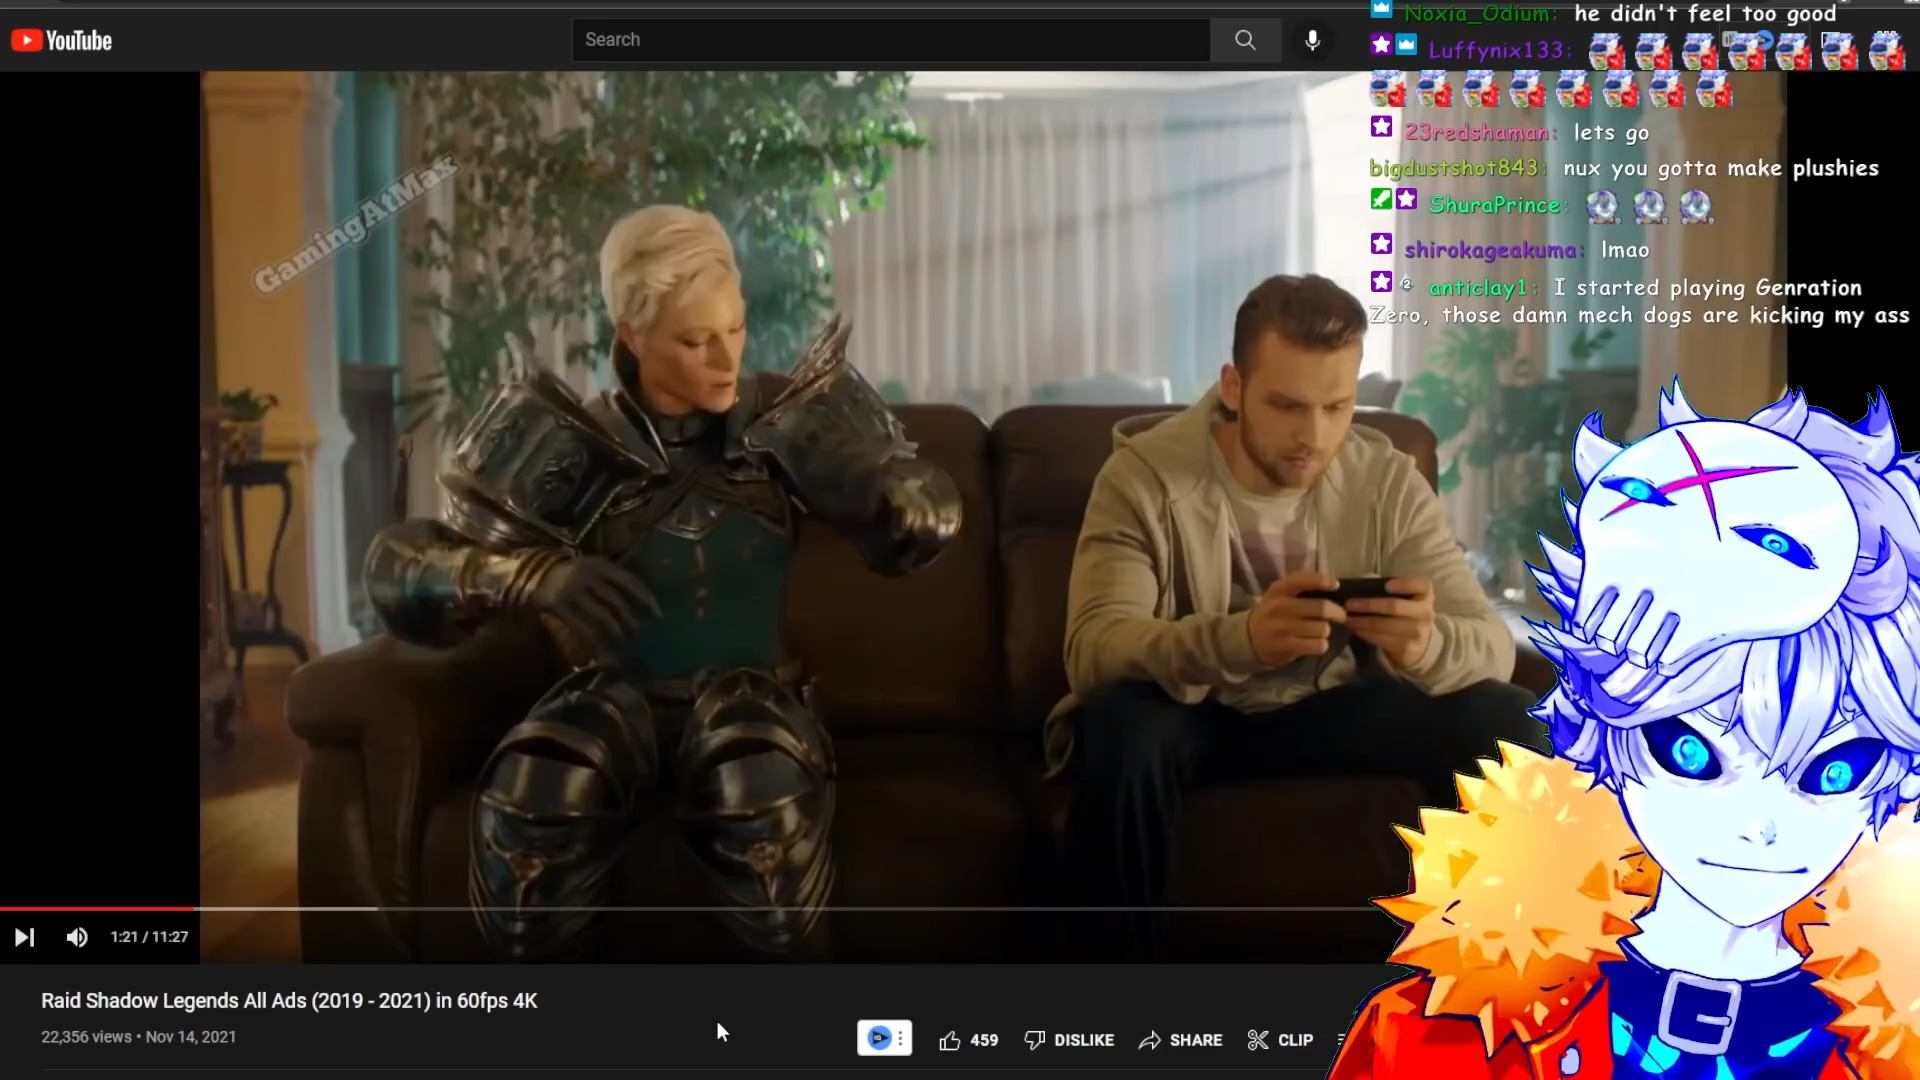 YouTube
Search
Noxia_Odium: he didn't feel too good
Luffynix133:
23redshaman: lets go
bigdustshot843: nux you gotta make plushies
ShuraPrince:
shirokageakuma: lmao
2 anticlay1: I started playing Genration
Zero, those damn mech dogs are kicking my ass
GamingAtMax
1:21 / 11:27
Raid Shadow Legends All Ads (2019 - 2021) in 60fps 4K
22,356 views • Nov 14, 2021
459 DISLIKE SHARE CLIP